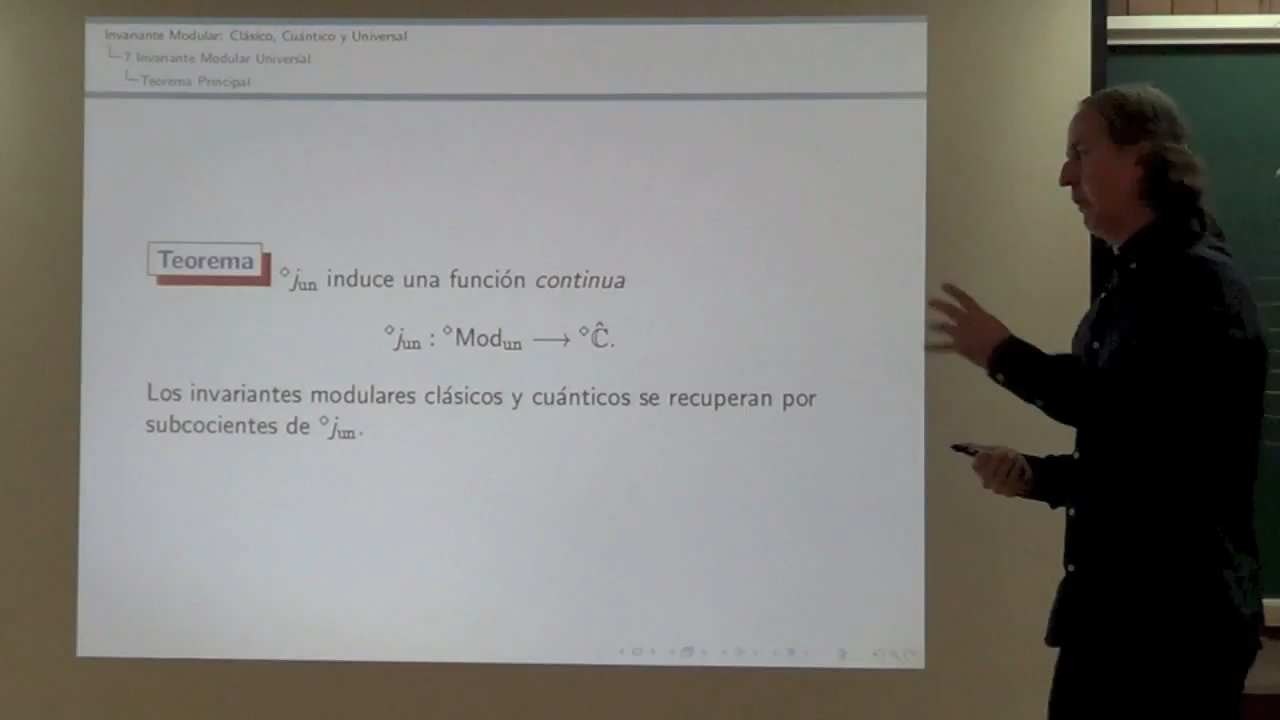 Invariante Modular: Clásico, Cuántico y Universal
7 Invariante Modular Universal
Teorema Principal
Teorema
°j_un induce una función continua
°j_un : °Mod_un ⟶ °Ĉ.
Los invariantes modulares clásicos y cuánticos se recuperan por
subcocientes de °j_un.